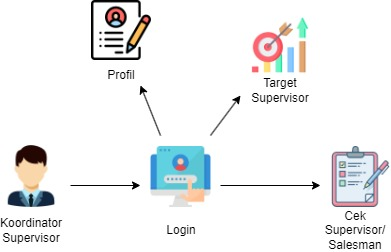 Profil
Target
Supervisor
Koordinator
Supervisor
Login
Cek
Supervisor/
Salesman